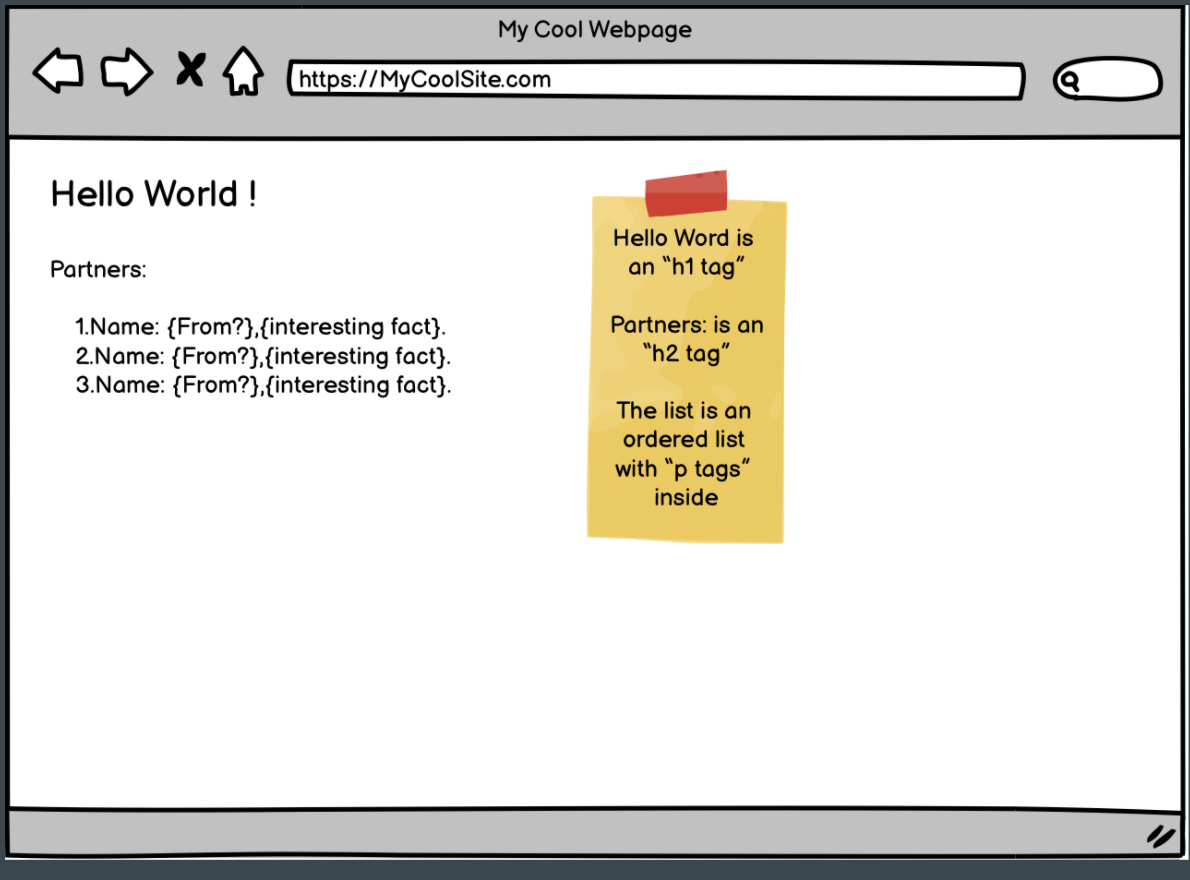 My Cool Webpage
https://MyCoolSite.com
Hello World !
Partners:
1.Name: {From?},{interesting fact}.
2.Name: {From?},{interesting fact}.
3.Name: {From?},{interesting fact}.
Hello Word is
an “h1 tag”
Partners: is an
“h2 tag”
The list is an
ordered list
with “p tags”
inside